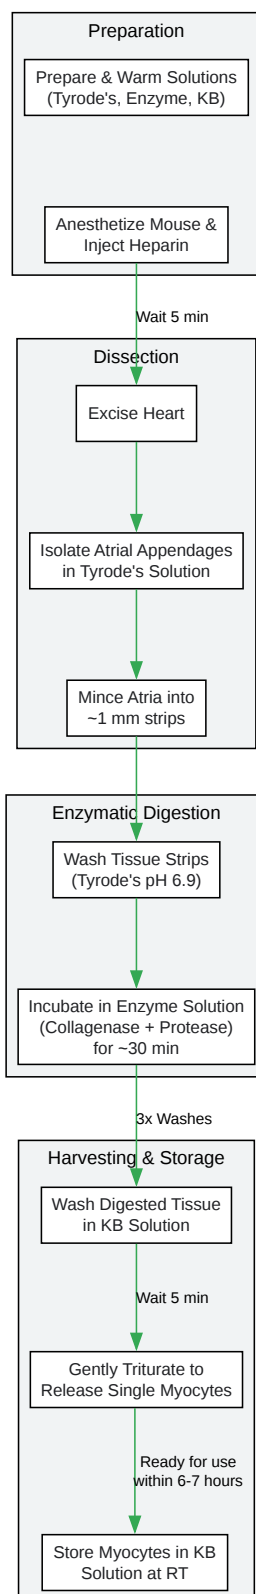 Preparation
Prepare & Warm Solutions
(Tyrode's, Enzyme, KB)
Anesthetize Mouse &
Inject Heparin
Wait 5 min
Dissection
Excise Heart
Isolate Atrial Appendages
in Tyrode's Solution
Mince Atria into
~1 mm strips
Enzymatic Digestion
Wash Tissue Strips
(Tyrode's pH 6.9)
Incubate in Enzyme Solution
(Collagenase + Protease)
for ~30 min
3x Washes
Harvesting & Storage
Wash Digested Tissue
in KB Solution
Wait 5 min
Gently Triturate to
Release Single Myocytes
Ready for use
within 6-7 hours
Store Myocytes in KB
Solution at RT